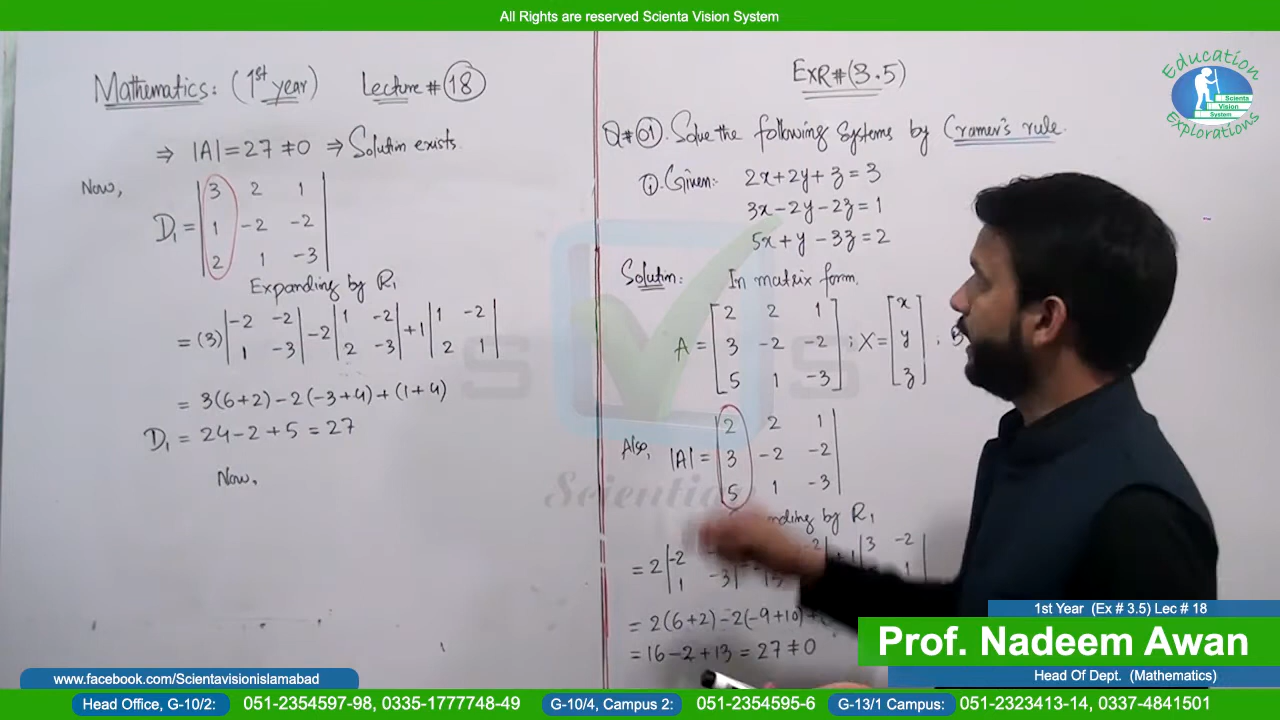 All Rights are reserved Scienta Vision System
Mathematics: (1st year) Lecture # 18
⇒ |A| = 27 ≠ 0 ⇒ Solution exists.
Now,
D₁ = | 3 2 1 |
| 1 -2 -2 |
| 2 1 -3 |
Expanding by R₁
= (3) | -2 -2 | -2 | 1 -2 | +1 | 1 -2 |
| 1 -3 | | 2 -3 | | 2 1 |
= 3(6+2) -2(-3+4) + (1+4)
D₁ = 24 -2 +5 = 27
Now,
EXR#(3.5)
Q#01. Solve the following Systems by Cramer's rule.
i. Given: 2x+2y+z=3
3x-2y-2z=1
5x+y-3z=2
Solution: In matrix form.
A = [ 2 2 1 ] ; X = [ x ] ; B
[ 3 -2 -2 ] [ y ]
[ 5 1 -3 ] [ z ]
Also, |A| = | 2 2 1 |
| 3 -2 -2 |
| 5 1 -3 |
by R₁
= 2 | -2 | 3 -2 |
| 1 -3 |
= 2(6+2) -2(-9+10) +
= 16 -2 +13 = 27 ≠ 0
Education
Scienta
Vision
System
Explorations
1st Year (Ex # 3.5) Lec # 18
Prof. Nadeem Awan
Head Of Dept. (Mathematics)
www.facebook.com/Scientavisionislamabad
Head Office, G-10/2: 051-2354597-98, 0335-1777748-49 G-10/4, Campus 2: 051-2354595-6 G-13/1 Campus: 051-2323413-14, 0337-4841501